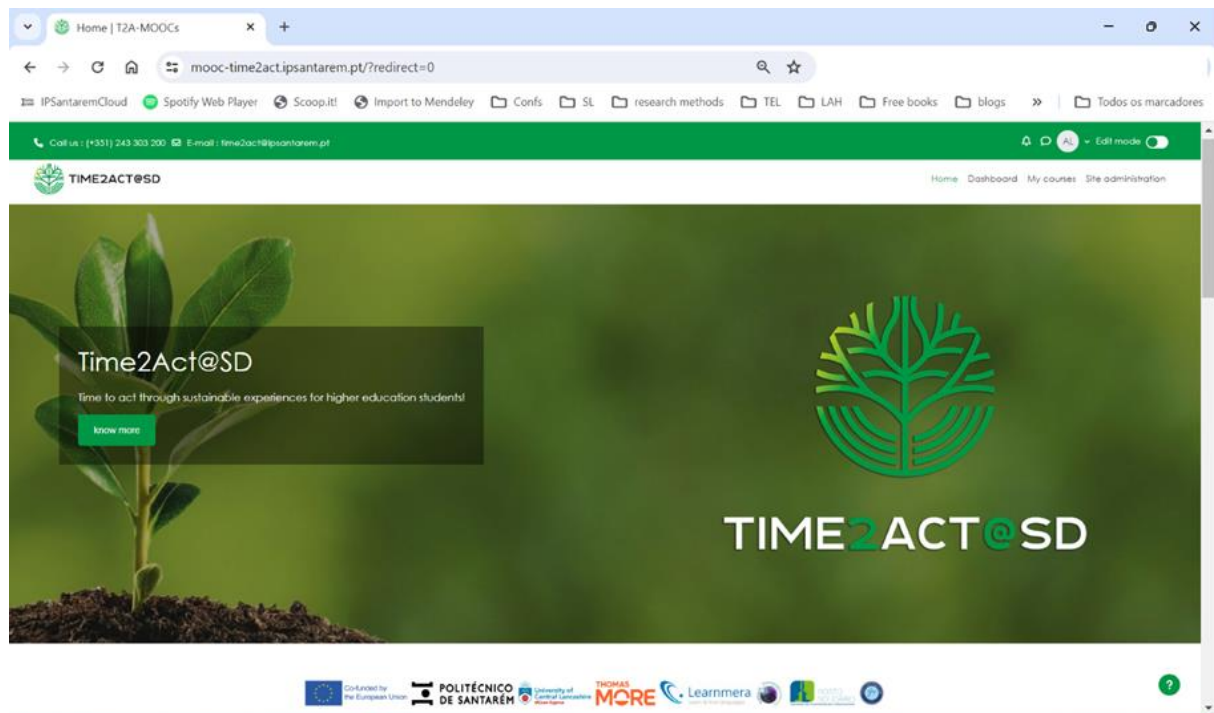 Home | T2A-MOOCs
mooc-time2act.ipsantarem.pt/?redirect=0
IPSantaremCloud Spotify Web Player Scoop.it! Import to Mendeley Confs SL research methods TEL LAH Free books blogs » Todos os marcadores
Call us : (+351) 243 303 200 E-mail : time2act@ipsantarem.pt AL Edit mode
TIME2ACT@SD Home Dashboard My courses Site administration
Time2Act@SD
Time to act through sustainable experiences for higher education students!
know more
TIME2ACT@SD
Co-funded by
the European Union
POLITÉCNICO
DE SANTARÉM
University of
Central Lancashire
THOMAS
MORE
Learnmera
?